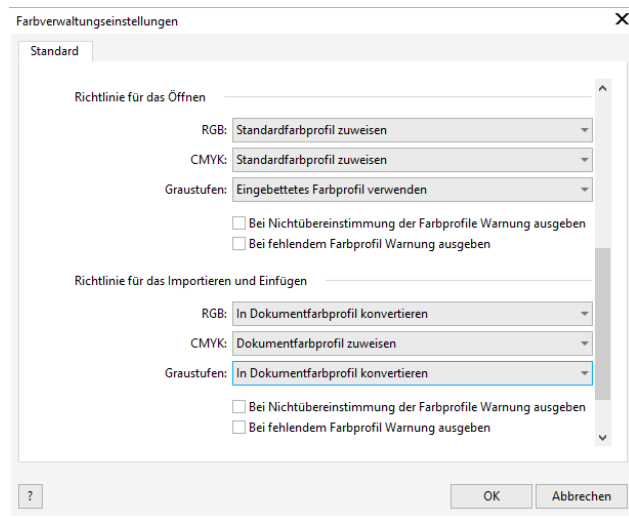 Farbverwaltungseinstellungen
X
Standard
Richtlinie für das Öffnen
RGB: Standardfarbprofil zuweisen
CMYK: Standardfarbprofil zuweisen
Graustufen: Eingebettetes Farbprofil verwenden
Bei Nichtübereinstimmung der Farbprofile Warnung ausgeben
Bei fehlendem Farbprofil Warnung ausgeben
Richtlinie für das Importieren und Einfügen
RGB: In Dokumentfarbprofil konvertieren
CMYK: Dokumentfarbprofil zuweisen
Graustufen: In Dokumentfarbprofil konvertieren
Bei Nichtübereinstimmung der Farbprofile Warnung ausgeben
Bei fehlendem Farbprofil Warnung ausgeben
? OK Abbrechen